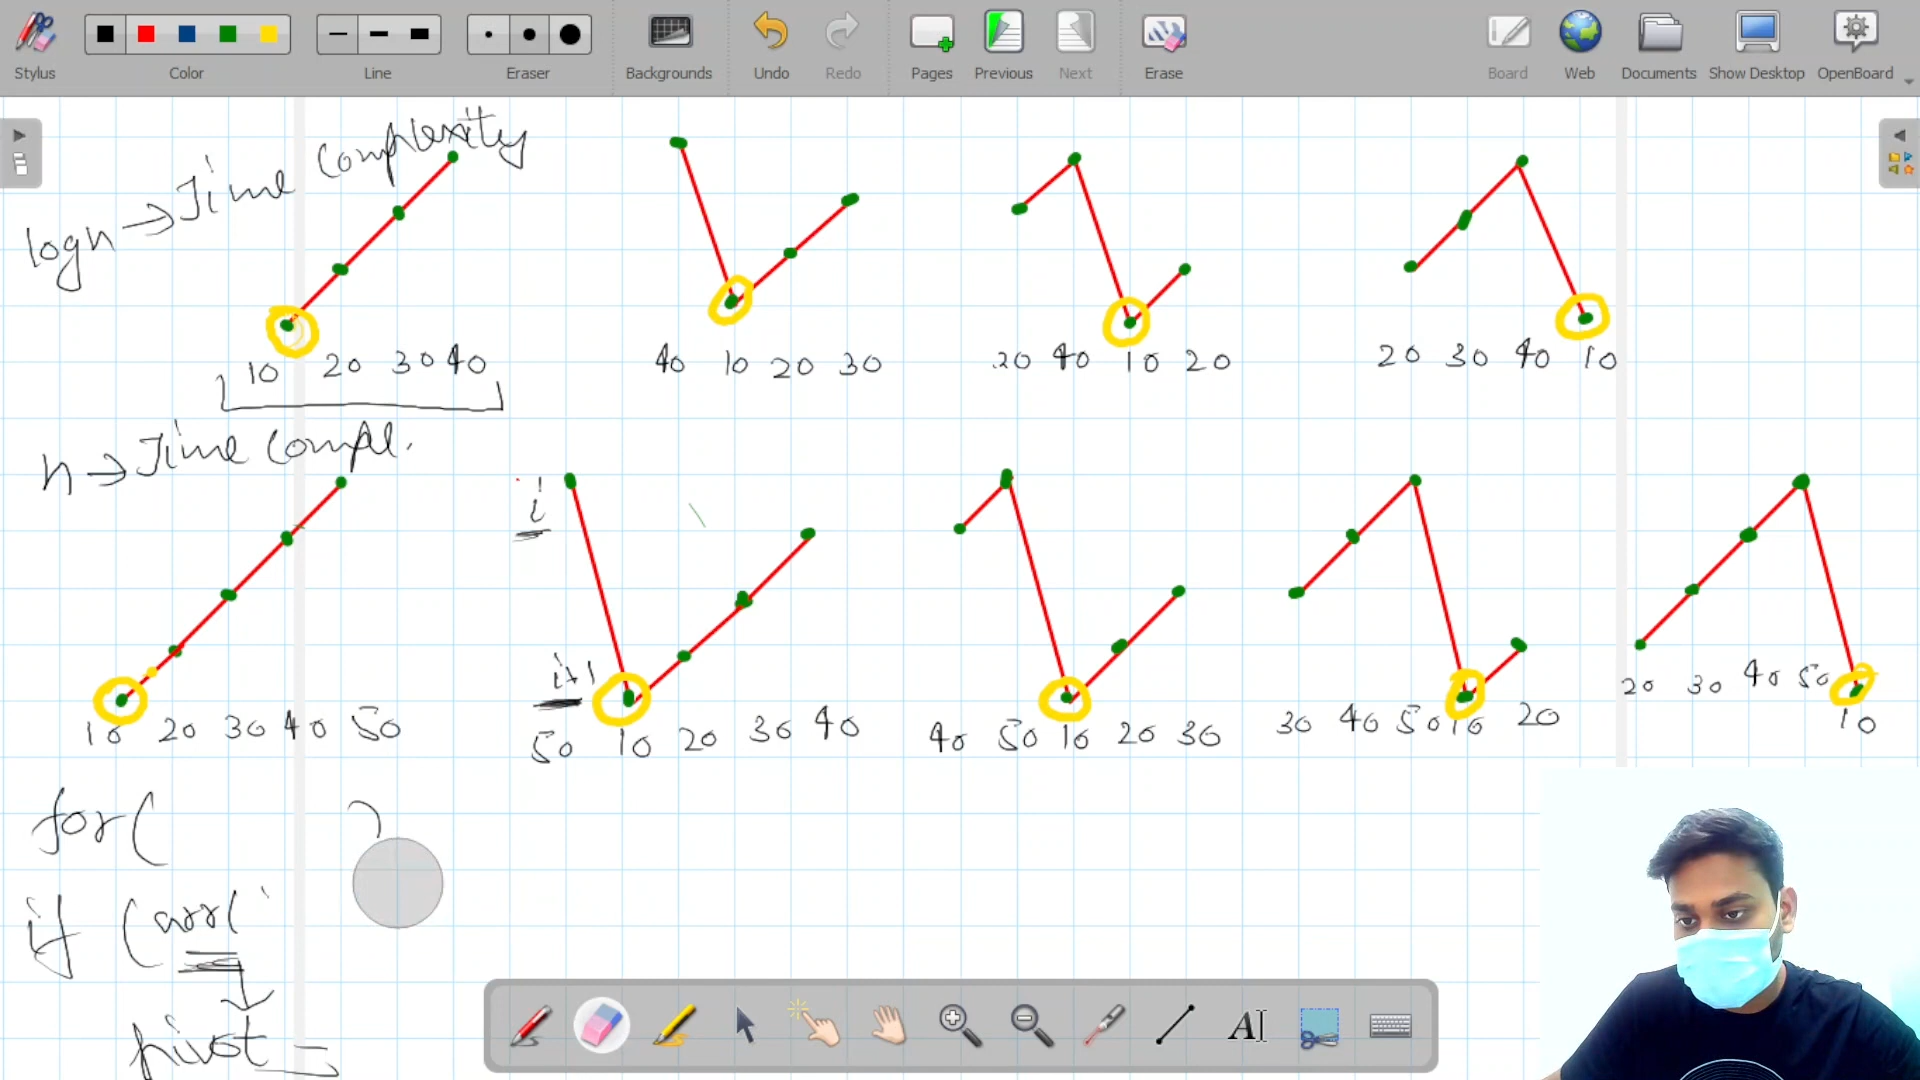 Stylus
Color
Line
Eraser
Backgrounds
Undo
Redo
Pages
Previous
Next
Erase
Board
Web
Documents
Show Desktop
OpenBoard
logn → Time Complexity
10 20 30 40
40 10 20 30
20 40 10 20
20 30 40 10
n → Time Compl.
i
i+1
10 20 30 40 50
50 10 20 30 40
40 50 10 20 30
30 40 50 10 20
20 30 40 50 10
for( )
if (arr(
pivot =